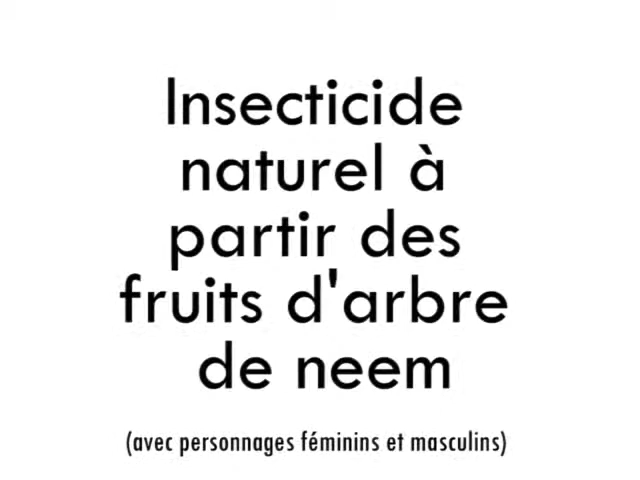 Insecticide
naturel à
partir des
fruits d'arbre
de neem
(avec personnages féminins et masculins)